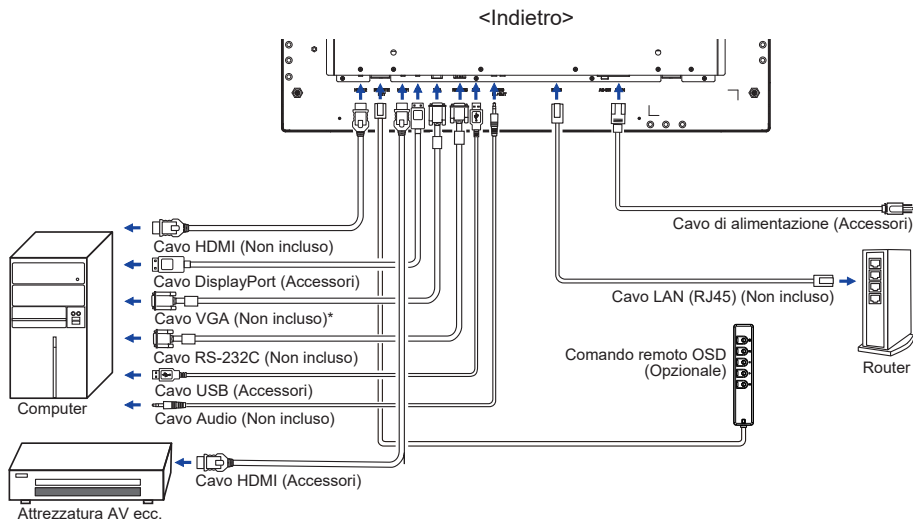 <Indietro>
Cavo di alimentazione (Accessori)
Cavo HDMI (Non incluso)
Cavo DisplayPort (Accessori)
Cavo LAN (RJ45) (Non incluso)
Cavo VGA (Non incluso)*
Cavo RS-232C (Non incluso)
Comando remoto OSD
(Opzionale)
Router
Cavo USB (Accessori)
Computer
Cavo Audio (Non incluso)
Cavo HDMI (Accessori)
Attrezzatura AV ecc.